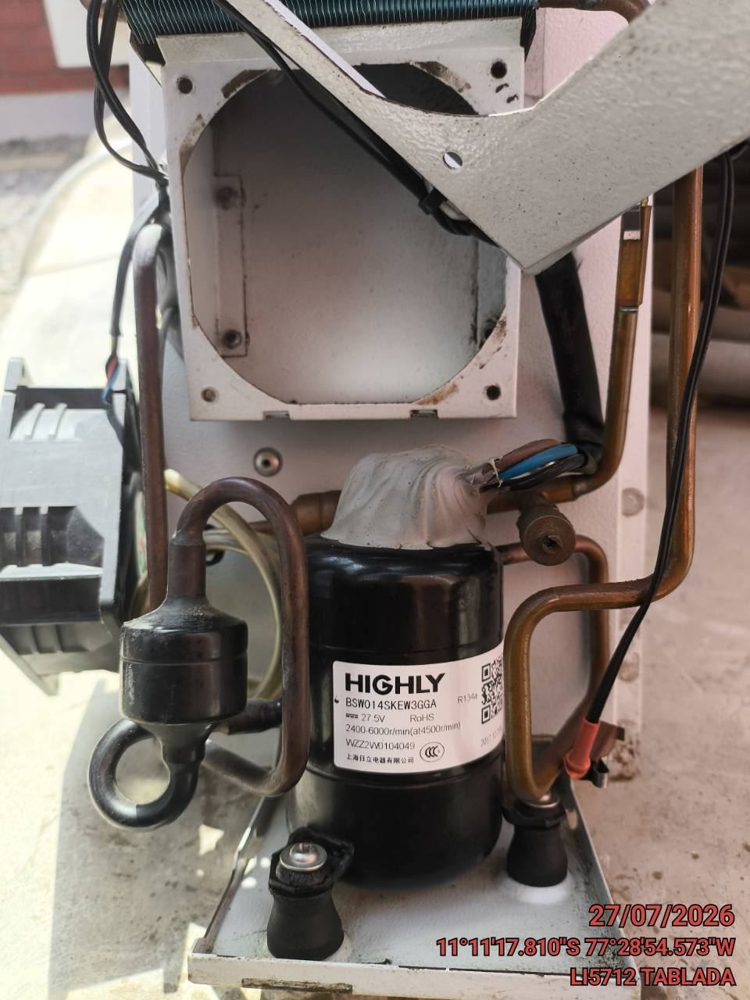 HIGHLY
BSW014SKEW3GGA
R134a
27.5V RoHS
2400-6000r/min(at4500r/min)
WZZ2W0104049
上海日立电器有限公司
27/07/2026
11°11'17.810"S 77°28'54.573"W
LI5712 TABLADA